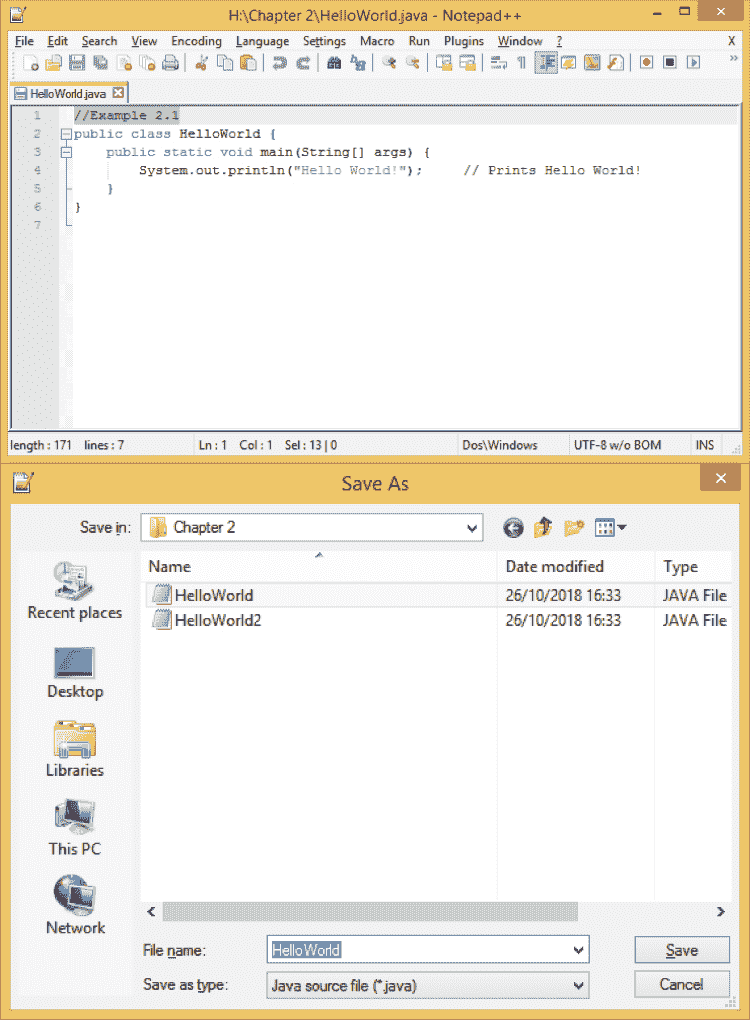 H:\Chapter 2\HelloWorld.java - Notepad++
File Edit Search View Encoding Language Settings Macro Run Plugins Window ? X
HelloWorld.java
1 //Example 2.1
2 public class HelloWorld {
3 public static void main(String[] args) {
4 System.out.println("Hello World!"); // Prints Hello World!
5 }
6 }
7
length : 171 lines : 7 Ln : 1 Col : 1 Sel : 13 | 0 Dos\Windows UTF-8 w/o BOM INS
Save As
Save in: Chapter 2
Name Date modified Type
HelloWorld 26/10/2018 16:33 JAVA File
HelloWorld2 26/10/2018 16:33 JAVA File
Recent places
Desktop
Libraries
This PC
Network
File name: HelloWorld Save
Save as type: Java source file (*.java) Cancel